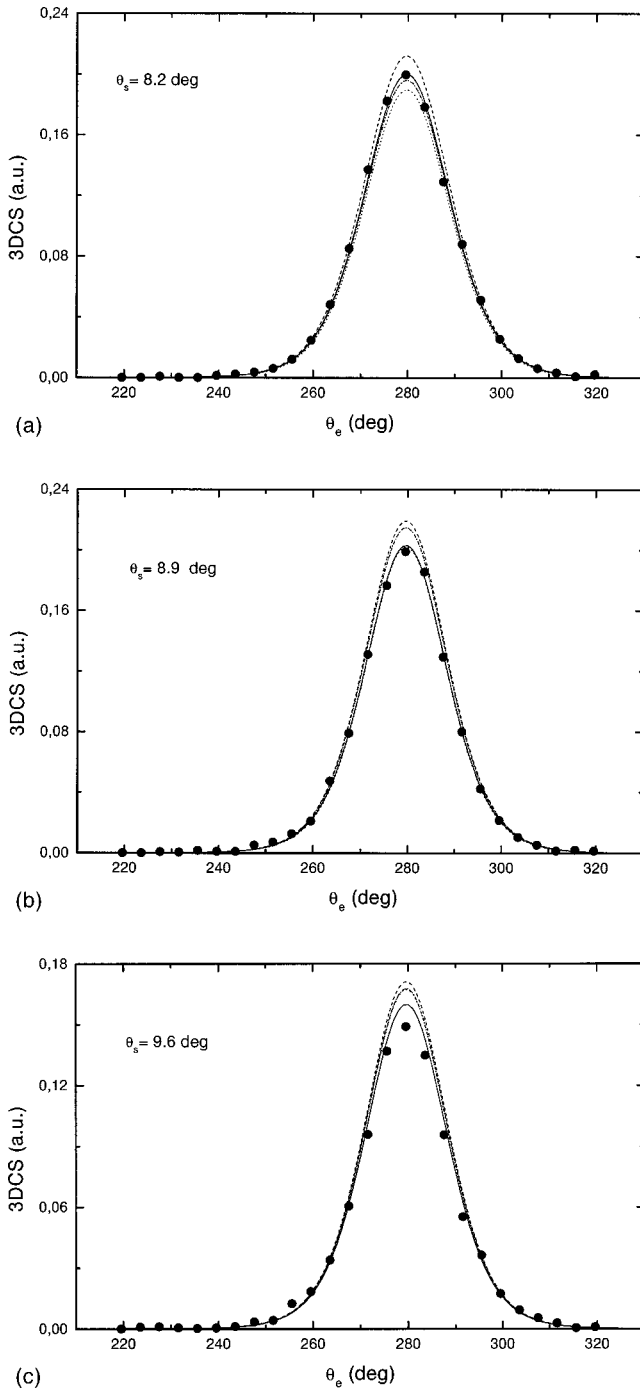 0,24
θs= 8.2 deg
0,16
3DCS (a.u.)
0,08
0,00
220 240 260 280 300 320
(a)
θe (deg)
0,24
θs= 8.9 deg
0,16
3DCS (a.u.)
0,08
0,00
220 240 260 280 300 320
(b)
θe (deg)
0,18
θs= 9.6 deg
0,12
3DCS (a.u.)
0,06
0,00
220 240 260 280 300 320
(c)
θe (deg)